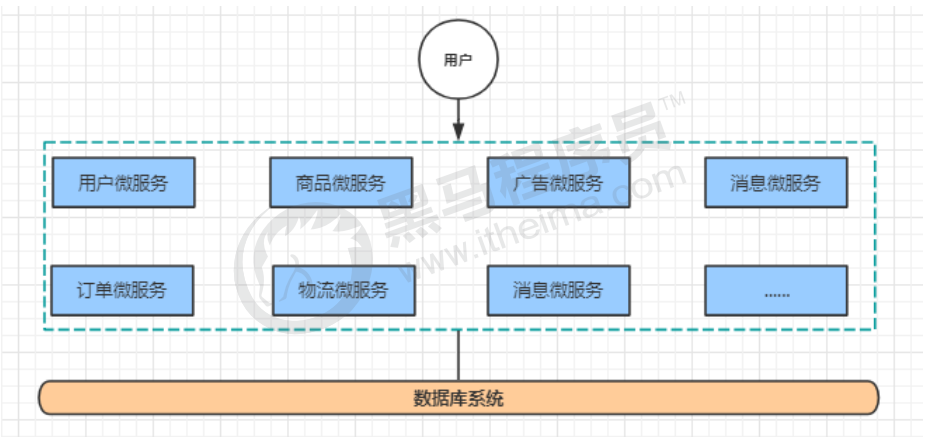 用户
用户微服务
商品微服务
广告微服务
消息微服务
订单微服务
物流微服务
消息微服务
......
数据库系统
黑马程序员™
www.itheima.com